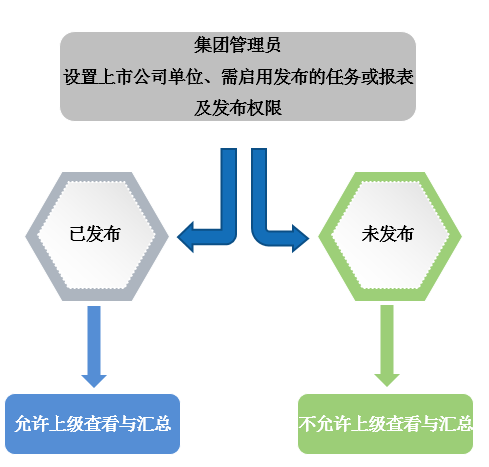 集团管理员
设置上市公司单位、需启用发布的任务或报表
及发布权限
已发布
未发布
允许上级查看与汇总
不允许上级查看与汇总